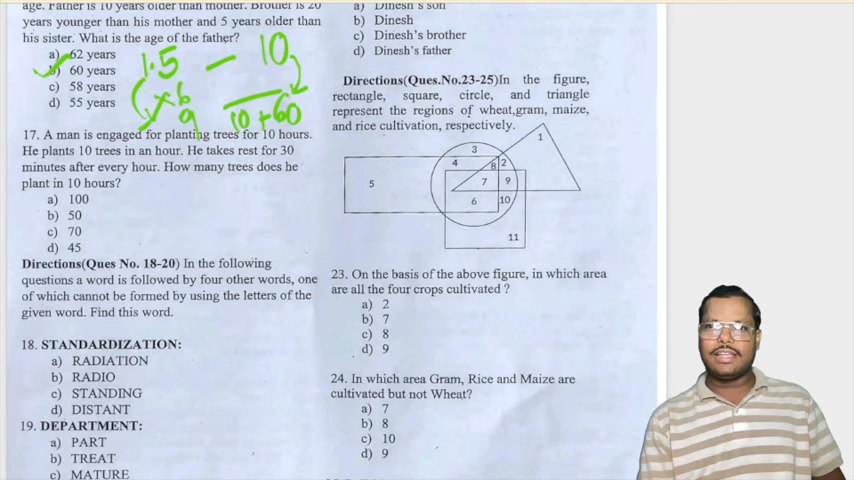 age. Father is 10 years older than mother. Brother is 20
years younger than his mother and 5 years older than
his sister. What is the age of the father?
a) 62 years
b) 60 years
c) 58 years
d) 55 years
1.5 — 10
×6
9
10+60
17. A man is engaged for planting trees for 10 hours.
He plants 10 trees in an hour. He takes rest for 30
minutes after every hour. How many trees does he
plant in 10 hours?
a) 100
b) 50
c) 70
d) 45
Directions(Ques No. 18-20) In the following
questions a word is followed by four other words, one
of which cannot be formed by using the letters of the
given word. Find this word.
18. STANDARDIZATION:
a) RADIATION
b) RADIO
c) STANDING
d) DISTANT
19. DEPARTMENT:
a) PART
b) TREAT
c) MATURE
a) Dinesh's son
b) Dinesh
c) Dinesh's brother
d) Dinesh's father
Directions(Ques.No.23-25)In the figure,
rectangle, square, circle, and triangle
represent the regions of wheat,gram, maize,
and rice cultivation, respectively.
1
3
4
8
2
5
7
9
6
10
11
23. On the basis of the above figure, in which area
are all the four crops cultivated ?
a) 2
b) 7
c) 8
d) 9
24. In which area Gram, Rice and Maize are
cultivated but not Wheat?
a) 7
b) 8
c) 10
d) 9